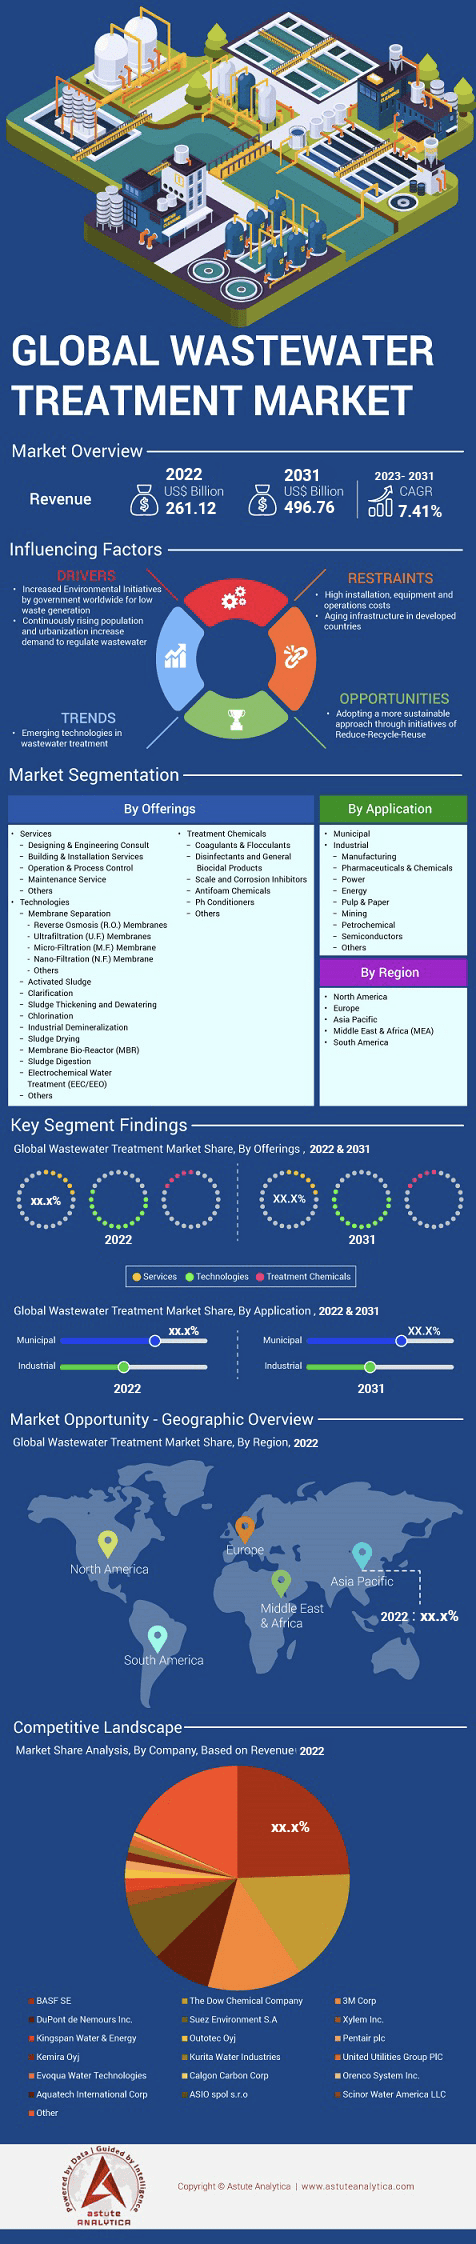 GLOBAL WASTEWATER
TREATMENT MARKET
Market Overview
Revenue
2022
US$ Billion
261.12
2031
US$ Billion
496.76
2023- 2031
CAGR
7.41%
Influencing Factors
DRIVERS
• Increased Environmental Initiatives
by government worldwide for low
waste generation
• Continuously rising population
and urbanization increase
demand to regulate wastewater
RESTRAINTS
• High installation, equipment and
operations costs
• Aging infrastructure in developed
countries
TRENDS
• Emerging technologies in
wastewater treatment
OPPORTUNITIES
• Adopting a more sustainable
approach through initiatives of
Reduce-Recycle-Reuse
Market Segmentation
By Offerings
• Services
– Designing & Engineering Consult
– Building & Installation Services
– Operation & Process Control
– Maintenance Service
– Others
• Technologies
– Membrane Separation
- Reverse Osmosis (R.O.) Membranes
- Ultrafiltration (U.F.) Membranes
- Micro-Filtration (M.F.) Membrane
- Nano-Filtration (N.F.) Membrane
- Others
– Activated Sludge
– Clarification
– Sludge Thickening and Dewatering
– Chlorination
– Industrial Demineralization
– Sludge Drying
– Membrane Bio-Reactor (MBR)
– Sludge Digestion
– Electrochemical Water
Treatment (EEC/EEO)
– Others
• Treatment Chemicals
– Coagulants & Flocculants
– Disinfectants and General
Biocidal Products
– Scale and Corrosion Inhibitors
– Antifoam Chemicals
– Ph Conditioners
– Others
By Application
• Municipal
• Industrial
– Manufacturing
– Pharmaceuticals & Chemicals
– Power
– Energy
– Pulp & Paper
– Mining
– Petrochemical
– Semiconductors
– Others
By Region
• North America
• Europe
• Asia Pacific
• Middle East & Africa (MEA)
• South America
Key Segment Findings
Global Wastewater Treatment Market Share, By Offerings , 2022 & 2031
xx.x%
XX.X%
2022
2031
Services
Technologies
Treatment Chemicals
Global Wastewater Treatment Market Share, By Application , 2022 & 2031
xx.x%
Municipal
Industrial
2022
XX.X%
Municipal
Industrial
2031
Market Opportunity - Geographic Overview
Global Wastewater Treatment Market Share, By Region, 2022
North America
Europe
Asia Pacific
Middle East
& Africa
2022 : xx.x%
South America
Competitive Landscape
Market Share Analysis, By Company, Based on Revenue 2022
xx.x%
BASF SE
The Dow Chemical Company
3M Corp
DuPont de Nemours Inc.
Suez Environment S.A
Xylem Inc.
Kingspan Water & Energy
Outotec Oyj
Pentair plc
Kemira Oyj
Kurita Water Industries
United Utilities Group PlC
Evoqua Water Technologies
Calgon Carbon Corp
Orenco System Inc.
Aquatech International Corp
ASIO spol s.r.o
Scinor Water America LLC
Other
Powered by Data | Guided by Intelligence
astute
ANALYTICA
Copyright © Astute Analytica | www.astuteanalytica.com